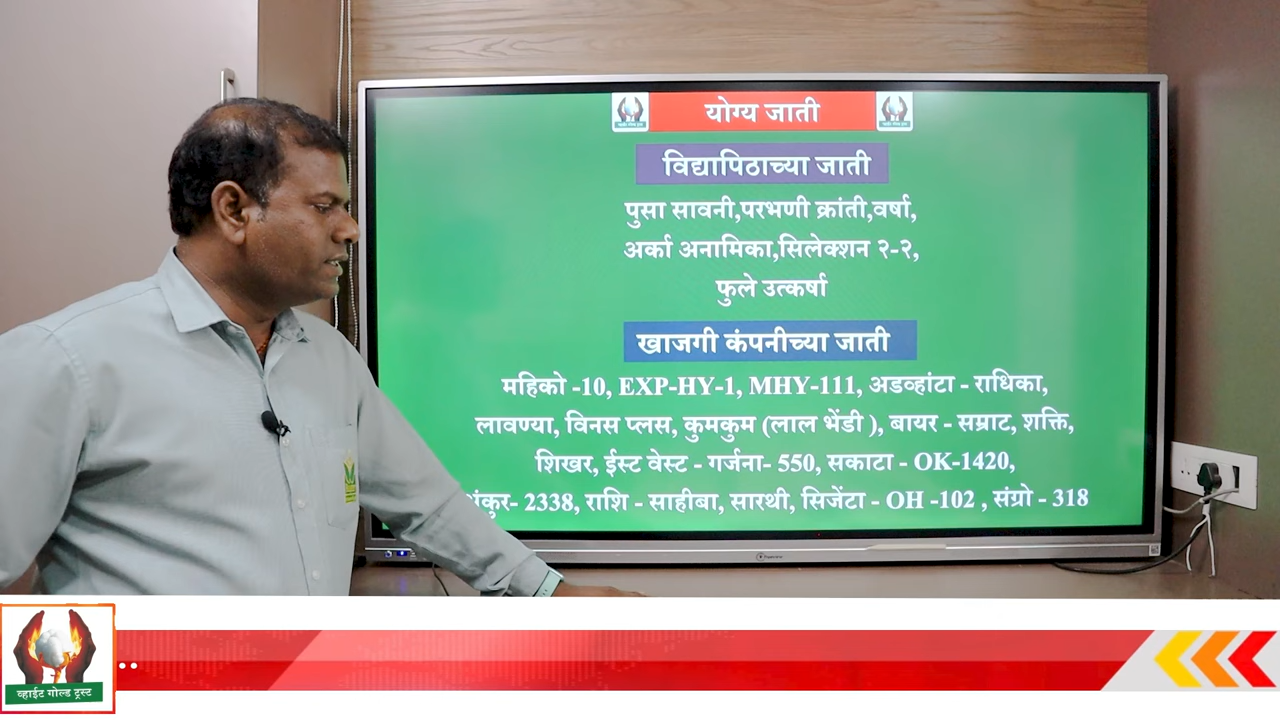 योग्य जाती
विद्यापिठाच्या जाती
पुसा सावनी,परभणी क्रांती,वर्षा,
अर्का अनामिका,सिलेक्शन २-२,
फुले उत्कर्षा
खाजगी कंपनीच्या जाती
महिको -10, EXP-HY-1, MHY-111, अडव्हांटा - राधिका,
लावण्या, विनस प्लस, कुमकुम (लाल भेंडी ), बायर - सम्राट, शक्ति,
शिखर, ईस्ट वेस्ट - गर्जना- 550, सकाटा - OK-1420,
2338, राशि - साहीबा, सारथी, सिजेंटा - OH -102 , संग्रो - 318
..
व्हाईट गोल्ड ट्रस्ट